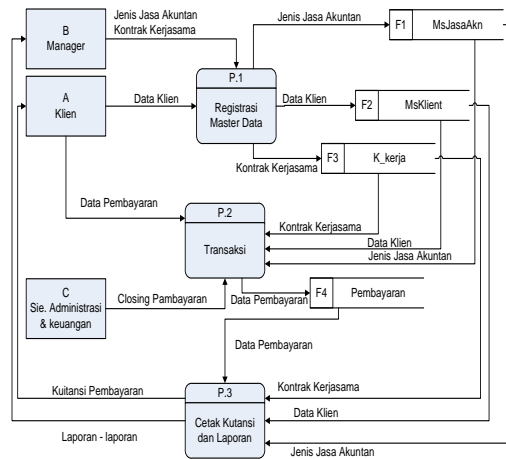 B
Manager
Jenis Jasa Akuntan
Kontrak Kerjasama
Jenis Jasa Akuntan
F1
MsJasaAkn
P.1
Registrasi
Master Data
A
Klien
Data Klien
Data Klien
F2
MsKlient
Kontrak Kerjasama
F3
K_kerja
Data Pembayaran
P.2
Transaksi
Kontrak Kerjasama
Data Klien
Jenis Jasa Akuntan
C
Sie. Administrasi
& keuangan
Closing Pambayaran
Data Pembayaran
F4
Pembayaran
Data Pembayaran
Kuitansi Pembayaran
P.3
Cetak Kutansi
dan Laporan
Kontrak Kerjasama
Data Klien
Laporan - laporan
Jenis Jasa Akuntan